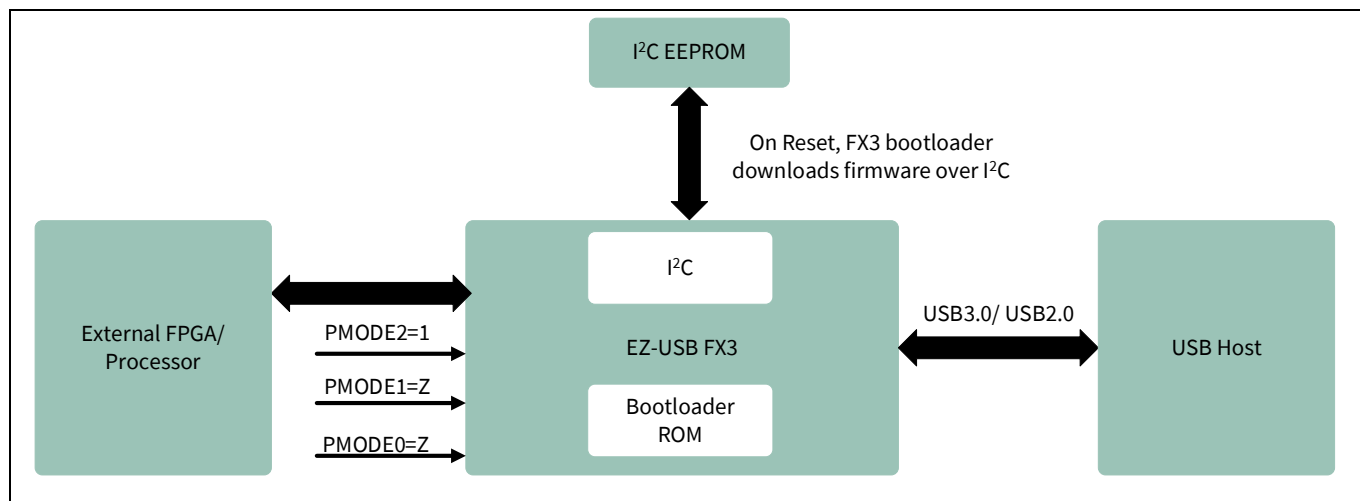 I²C EEPROM
On Reset, FX3 bootloader
downloads firmware over I²C
External FPGA/
Processor
PMODE2=1
PMODE1=Z
PMODE0=Z
I²C
EZ-USB FX3
Bootloader
ROM
USB3.0/ USB2.0
USB Host